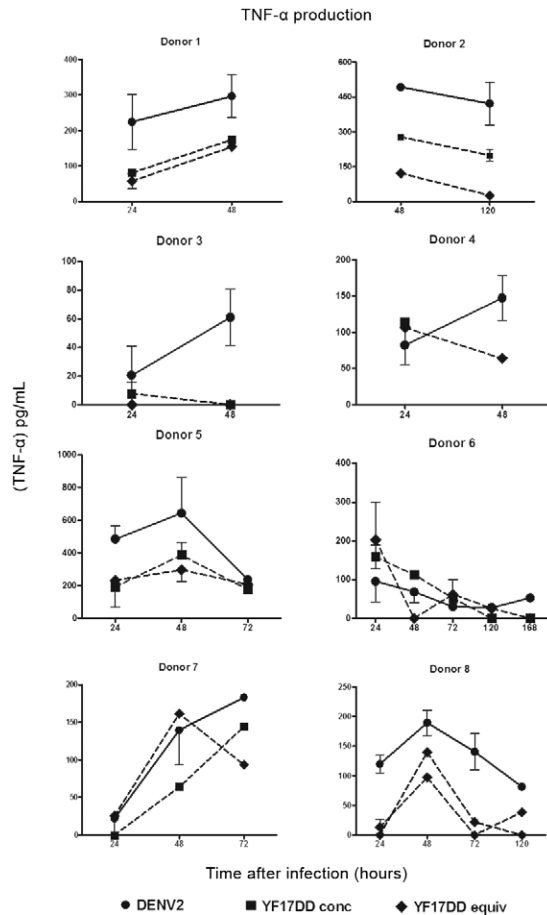 TNF-α production
Donor 1
400
300
200
100
0
24 48
Donor 2
600
450
300
150
0
48 120
Donor 3
100
80
60
40
20
0
24 48
Donor 4
200
150
100
50
0
24 48
Donor 5
1000
800
600
400
200
0
24 48 72
Donor 6
400
300
200
100
0
24 48 72 120 168
Donor 7
200
150
100
50
0
24 48 72
Donor 8
250
200
150
100
50
0
24 48 72 120
(TNF-α) pg/mL
Time after infection (hours)
DENV2 YF17DD conc YF17DD equiv